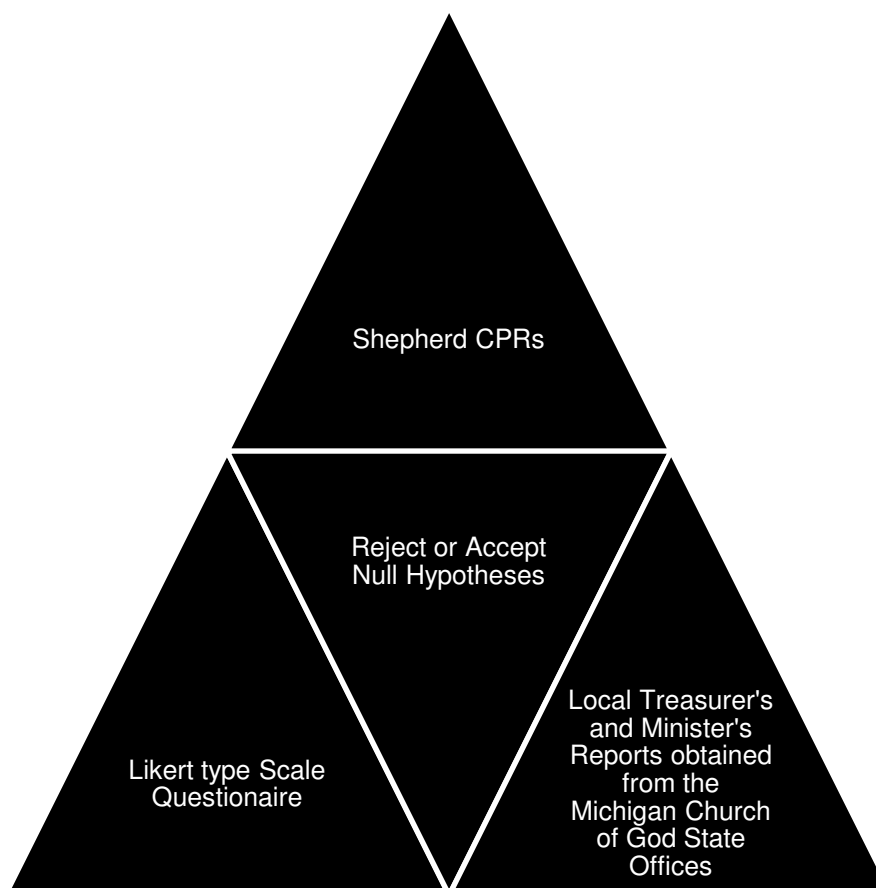 Shepherd CPRs
Reject or Accept
Null Hypotheses
Likert type Scale
Questionaire
Local Treasurer's
and Minister's
Reports obtained
from the
Michigan Church
of God State
Offices